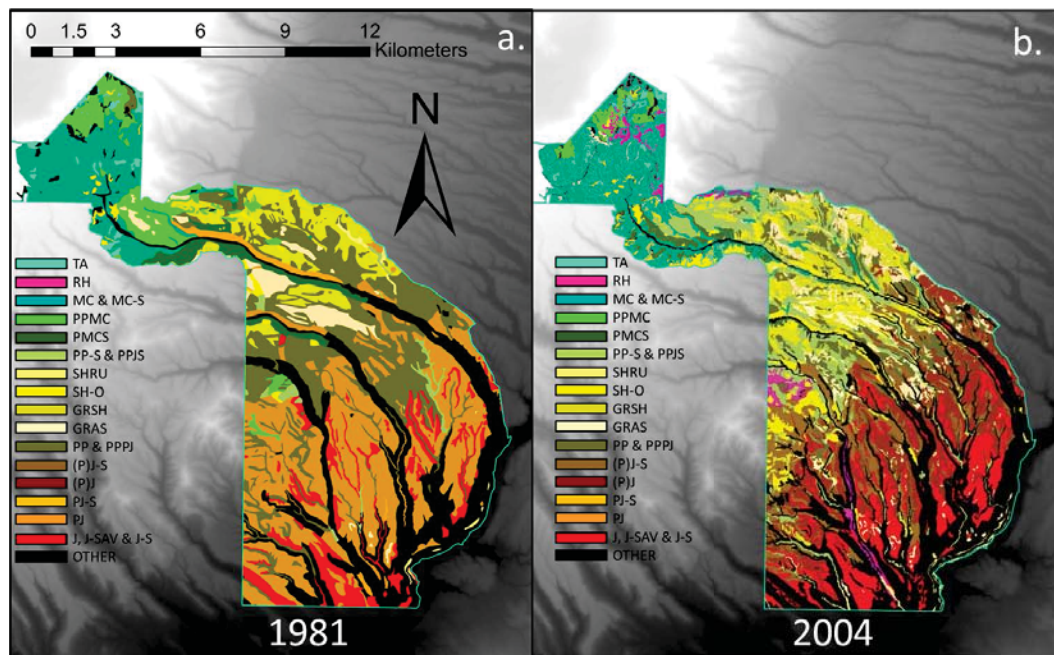 0 1.5 3 6 9 12
Kilometers
a.
N
TA
RH
MC & MC-S
PPMC
PMCS
PP-S & PPJS
SHRU
SH-O
GRSH
GRAS
PP & PPPJ
(P)J-S
(P)J
PJ-S
PJ
J, J-SAV & J-S
OTHER
1981
b.
TA
RH
MC & MC-S
PPMC
PMCS
PP-S & PPJS
SHRU
SH-O
GRSH
GRAS
PP & PPPJ
(P)J-S
(P)J
PJ-S
PJ
J, J-SAV & J-S
OTHER
2004